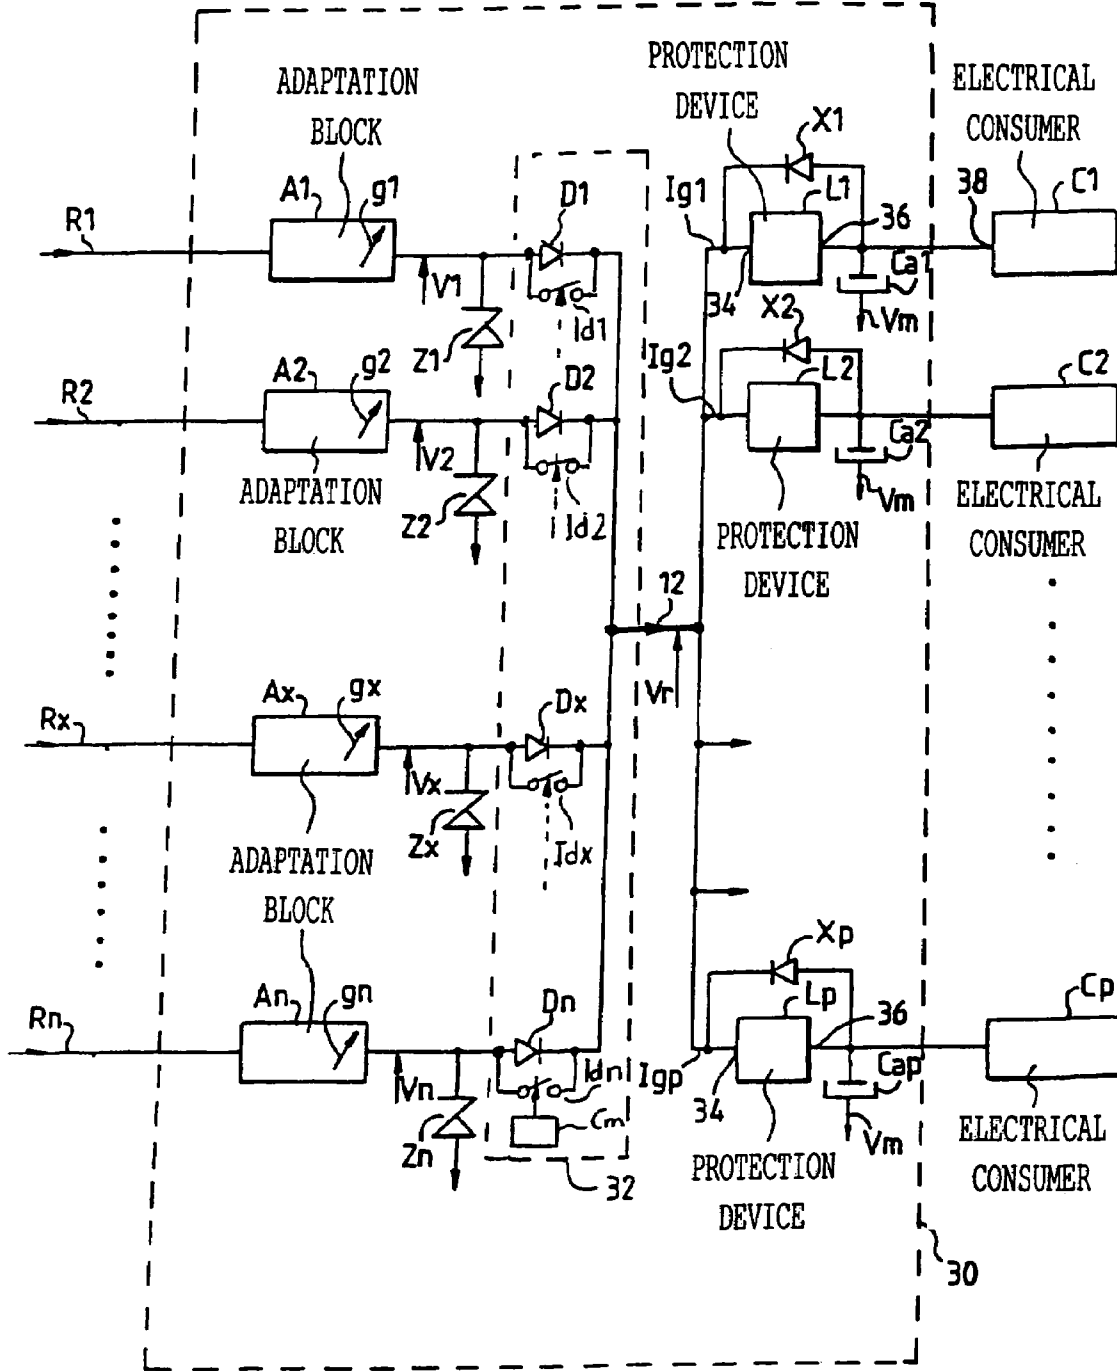 PROTECTION
DEVICE
ADAPTATION
BLOCK
ELECTRICAL
CONSUMER
X1
D1
A1
g1
R1
Ig1
L1
36
38
C1
V1
Id1
34
Ca1
Z1
X2
Vm
A2
g2
D2
R2
Ig2
L2
C2
V2
Ca2
Z2
Id2
Vm
ADAPTATION
BLOCK
PROTECTION
DEVICE
ELECTRICAL
CONSUMER
12
Vr
Ax
gx
Dx
Rx
Vx
Zx
Idx
ADAPTATION
BLOCK
Xp
An
gn
Dn
Rn
Lp
36
Cp
Vn
Idn
Igp
34
Cap
Zn
Cm
Vm
32
PROTECTION
DEVICE
ELECTRICAL
CONSUMER
30